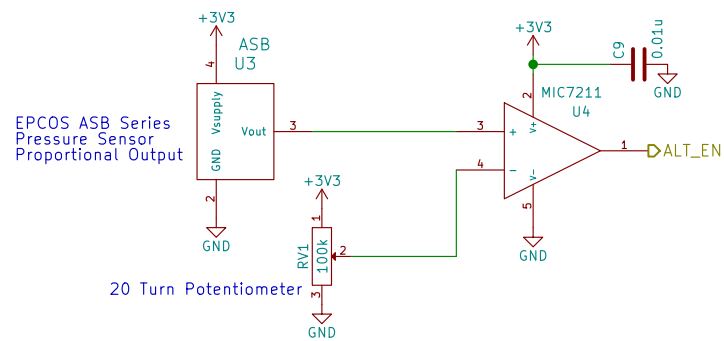 +3V3
ASB
U3
4
Vsupply
GND
Vout
3
2
GND
EPCOS ASB Series
Pressure Sensor
Proportional Output
+3V3
1
RV1
100k
2
3
GND
20 Turn Potentiometer
+3V3
C9
0.01u
GND
MIC7211
U4
2
V+
3
+
4
-
V-
5
GND
1
ALT_EN